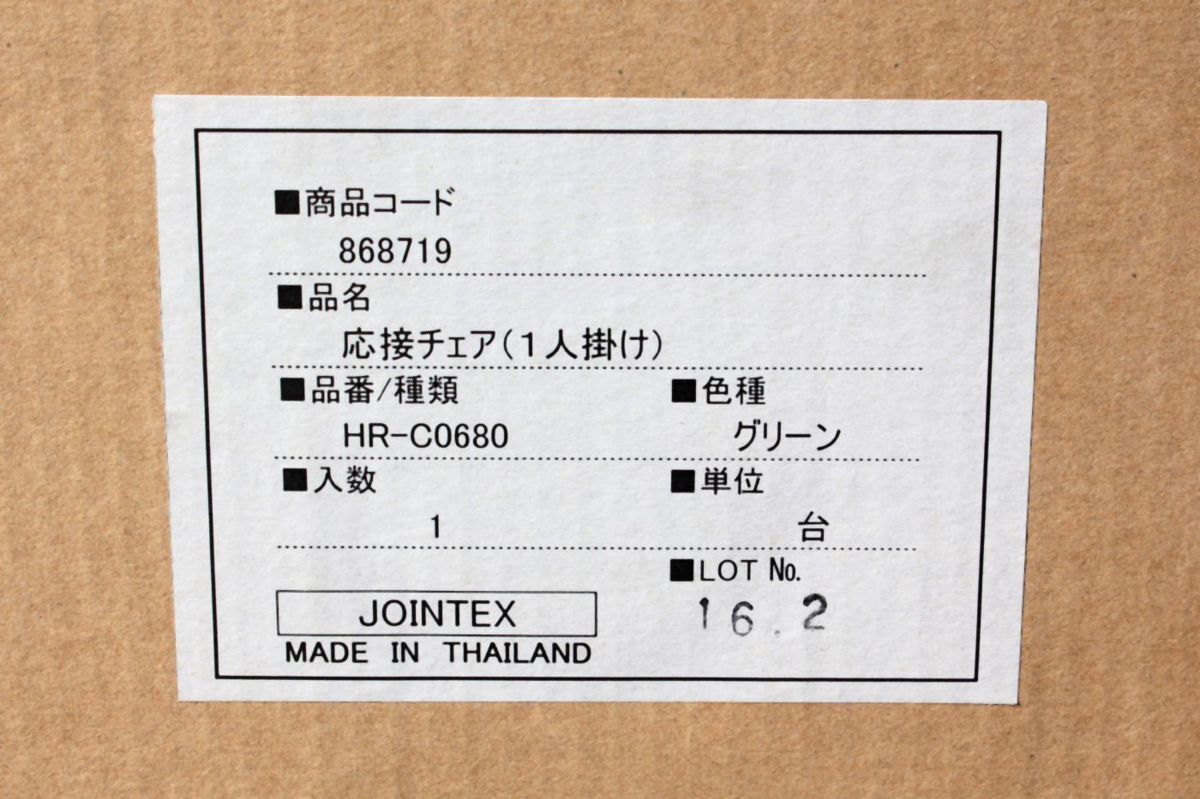 ■商品コード
868719
■品名
応接チェア(1人掛け)
■品番/種類 ■色種
HR-C0680 グリーン
■入数 ■単位
1 台
■LOT №.
16.2
JOINTEX
MADE IN THAILAND